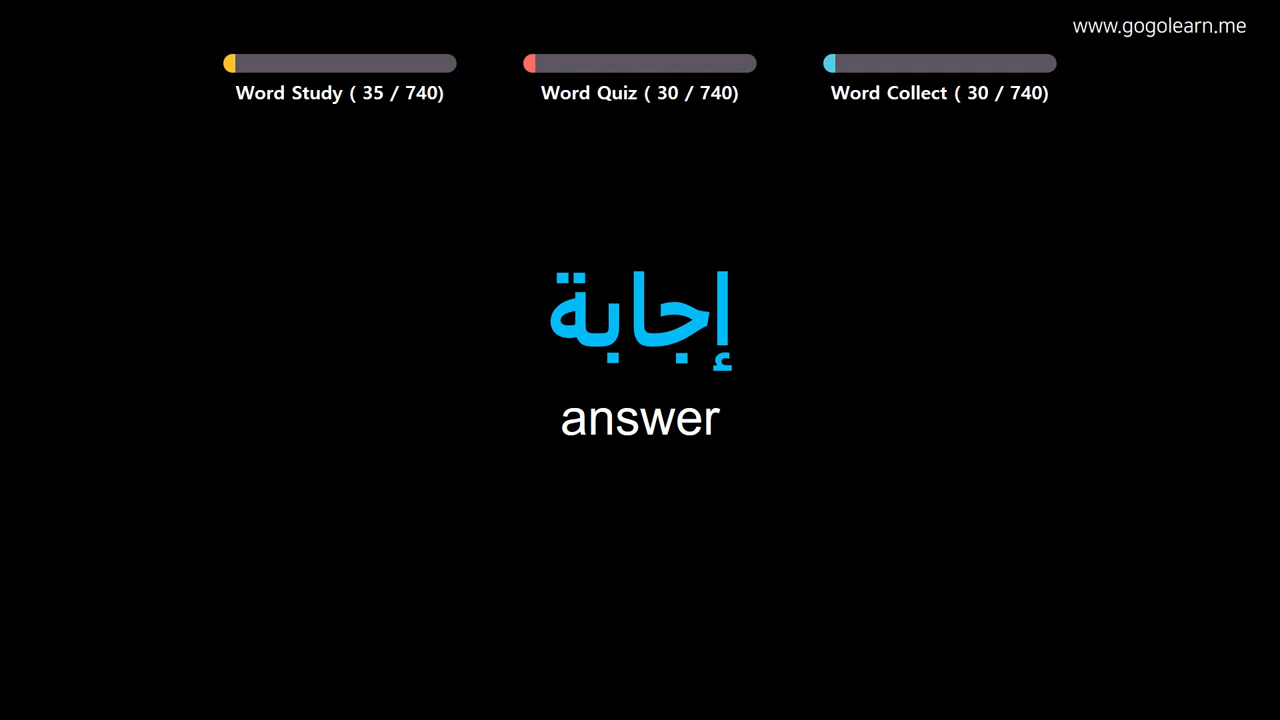 www.gogolearn.me
Word Study ( 35 / 740)
Word Quiz ( 30 / 740)
Word Collect ( 30 / 740)
إجابة
answer